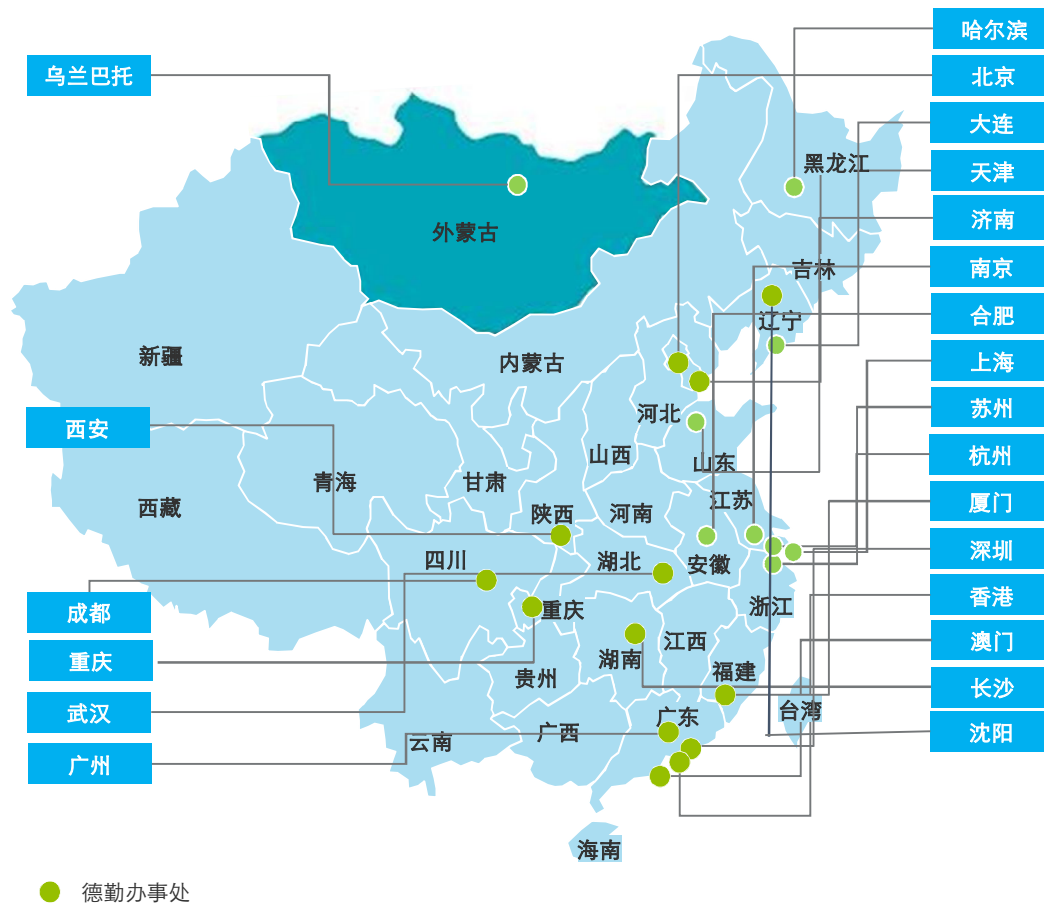 哈尔滨
乌兰巴托
北京
大连
黑龙江
天津
济南
外蒙古
吉林
南京
辽宁
合肥
新疆
内蒙古
上海
河北
苏州
西安
山西
山东
杭州
青海
甘肃
西藏
陕西
河南
江苏
厦门
四川
湖北
安徽
深圳
成都
重庆
浙江
香港
重庆
湖南
江西
澳门
贵州
福建
长沙
武汉
云南
广西
广东
台湾
沈阳
广州
海南
德勤办事处